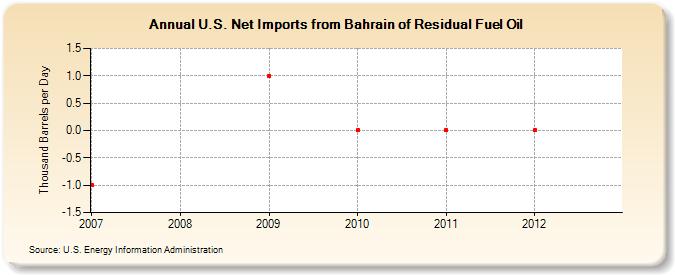 Annual U.S. Net Imports from Bahrain of Residual Fuel Oil
Thousand Barrels per Day
1.5
1.0
0.5
0.0
-0.5
-1.0
-1.5
2007 2008 2009 2010 2011 2012
Source: U.S. Energy Information Administration